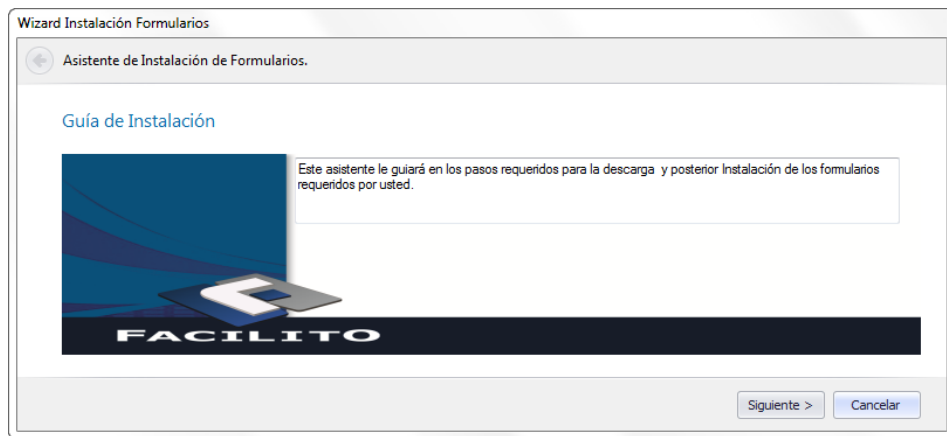 Wizard Instalación Formularios
Asistente de Instalación de Formularios.
Guía de Instalación
Este asistente le guiará en los pasos requeridos para la descarga  y posterior Instalación de los formularios
requeridos por usted.
FACILITO
Siguiente >
Cancelar